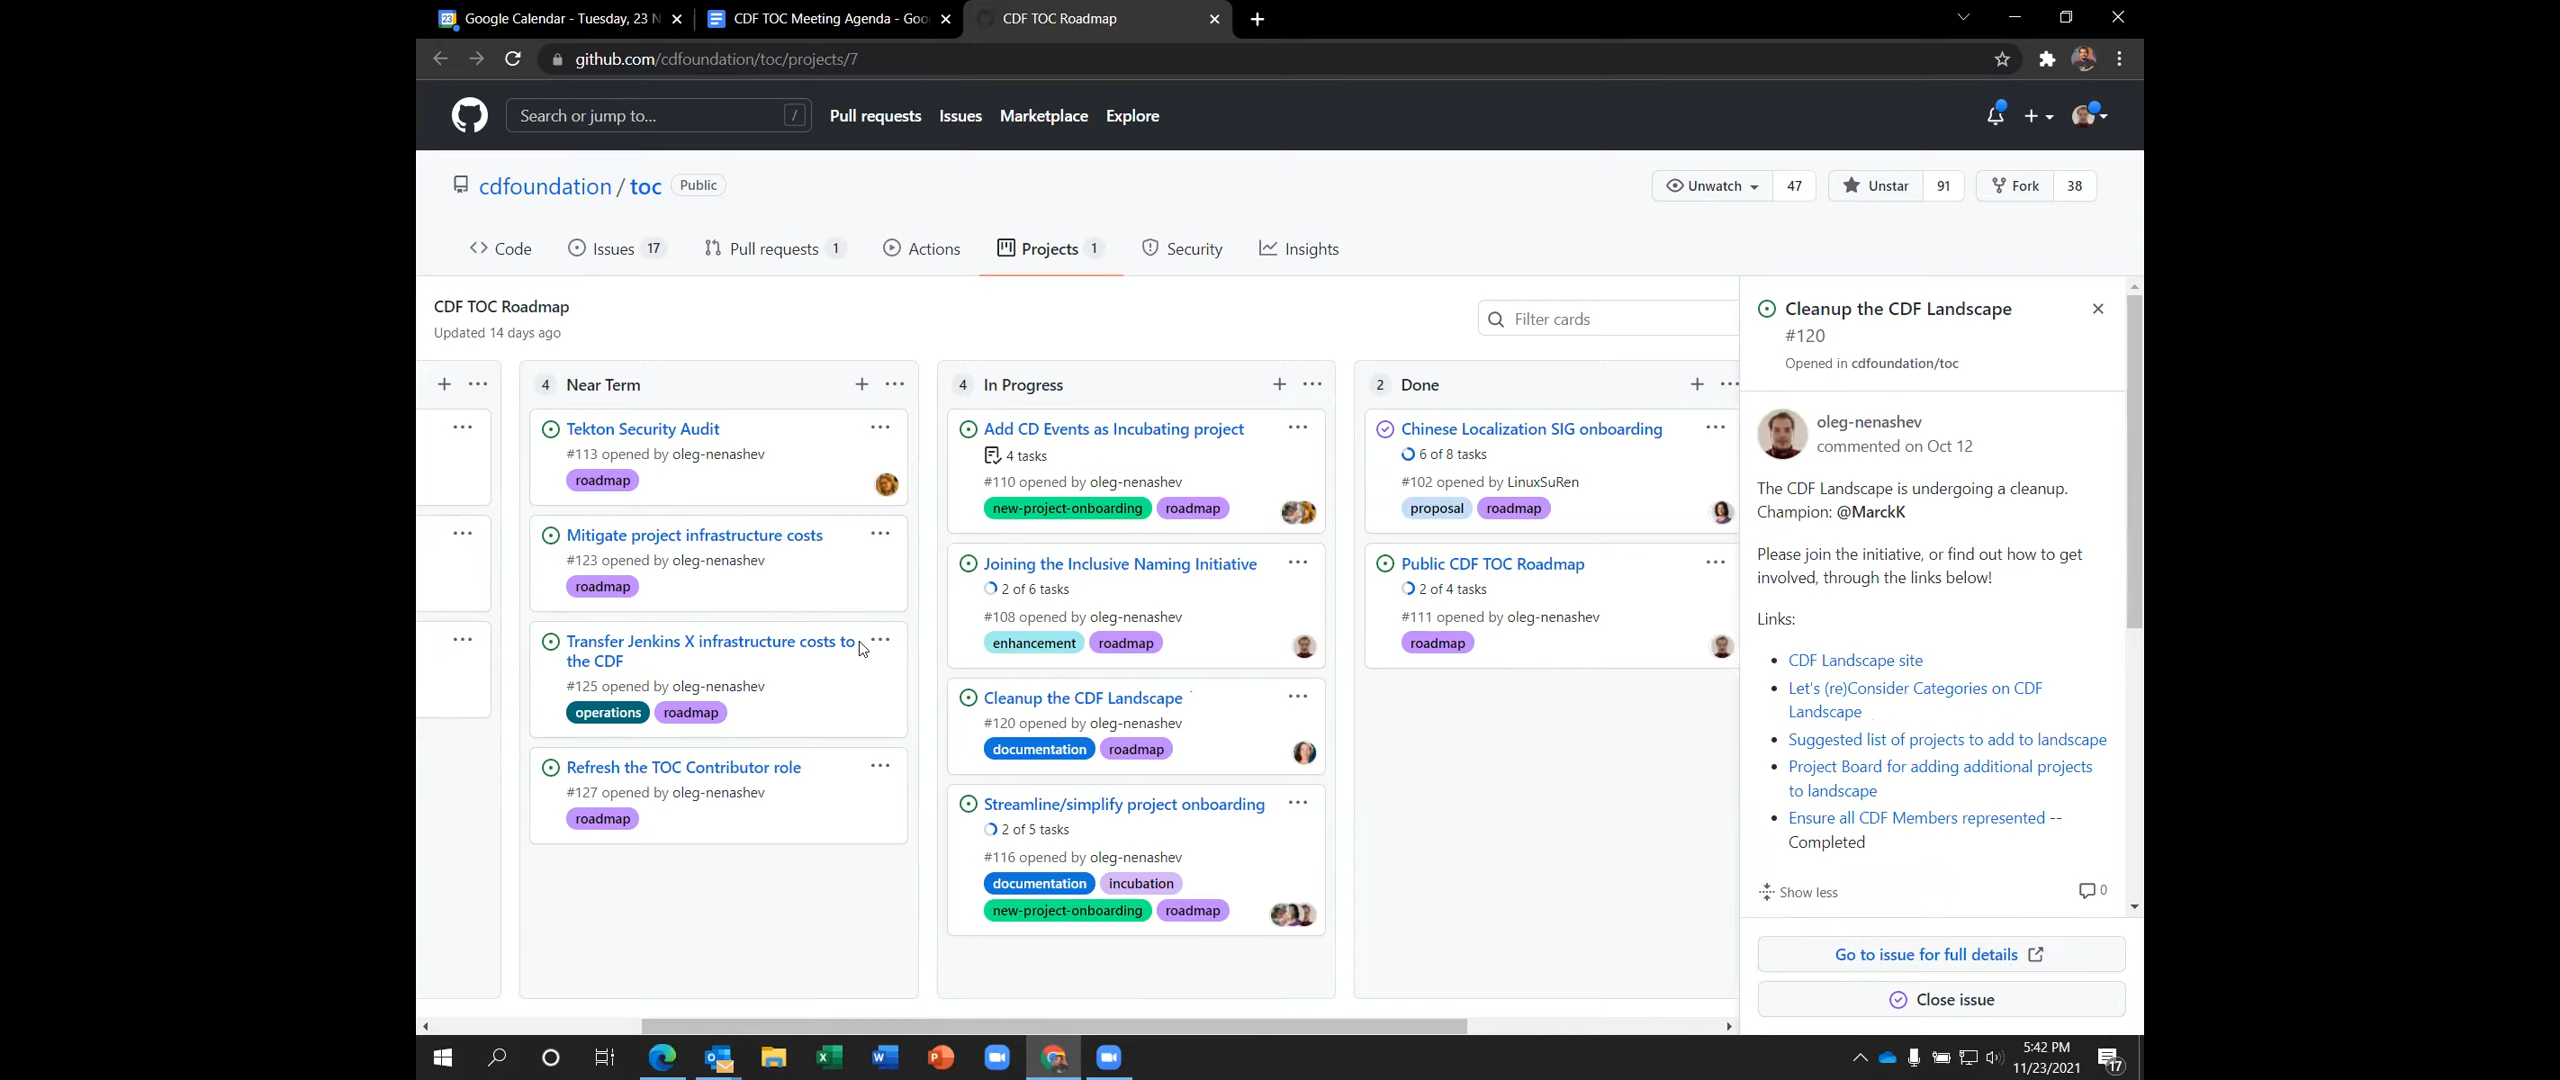 Google Calendar - Tuesday, 23 N
CDF TOC Meeting Agenda - Goo
CDF TOC Roadmap
github.com/cdfoundation/toc/projects/7
Search or jump to... /
Pull requests Issues Marketplace Explore
cdfoundation / toc Public
Unwatch 47 Unstar 91 Fork 38
Code Issues 17 Pull requests 1 Actions Projects 1 Security Insights
CDF TOC Roadmap
Updated 14 days ago
Filter cards
4 Near Term
Tekton Security Audit
#113 opened by oleg-nenashev
roadmap
Mitigate project infrastructure costs
#123 opened by oleg-nenashev
roadmap
Transfer Jenkins X infrastructure costs to
the CDF
#125 opened by oleg-nenashev
operations roadmap
Refresh the TOC Contributor role
#127 opened by oleg-nenashev
roadmap
4 In Progress
Add CD Events as Incubating project
4 tasks
#110 opened by oleg-nenashev
new-project-onboarding roadmap
Joining the Inclusive Naming Initiative
2 of 6 tasks
#108 opened by oleg-nenashev
enhancement roadmap
Cleanup the CDF Landscape
#120 opened by oleg-nenashev
documentation roadmap
Streamline/simplify project onboarding
2 of 5 tasks
#116 opened by oleg-nenashev
documentation incubation
new-project-onboarding roadmap
2 Done
Chinese Localization SIG onboarding
6 of 8 tasks
#102 opened by LinuxSuRen
proposal roadmap
Public CDF TOC Roadmap
2 of 4 tasks
#111 opened by oleg-nenashev
roadmap
Cleanup the CDF Landscape
#120
Opened in cdfoundation/toc
oleg-nenashev
commented on Oct 12
The CDF Landscape is undergoing a cleanup.
Champion: @MarckK
Please join the initiative, or find out how to get
involved, through the links below!
Links:
CDF Landscape site
Let's (re)Consider Categories on CDF
Landscape
Suggested list of projects to add to landscape
Project Board for adding additional projects
to landscape
Ensure all CDF Members represented --
Completed
Show less 0
Go to issue for full details
Close issue
5:42 PM
11/23/2021
17